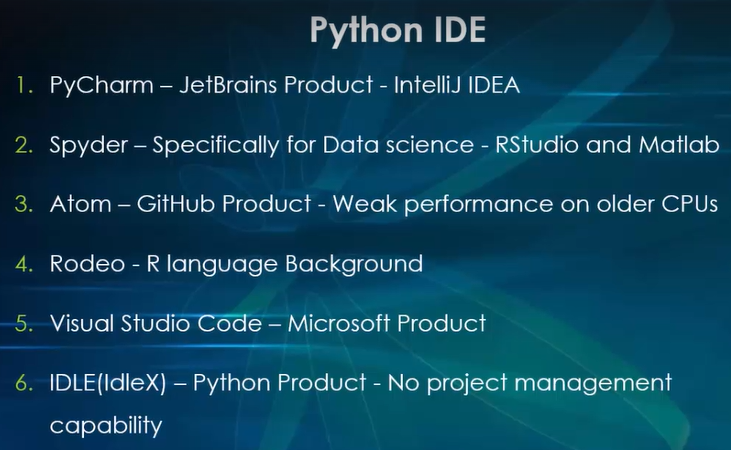 Python IDE
1. PyCharm – JetBrains Product - IntelliJ IDEA
2. Spyder – Specifically for Data science - RStudio and Matlab
3. Atom – GitHub Product - Weak performance on older CPUs
4. Rodeo - R language Background
5. Visual Studio Code – Microsoft Product
6. IDLE(IdleX) – Python Product - No project management
capability